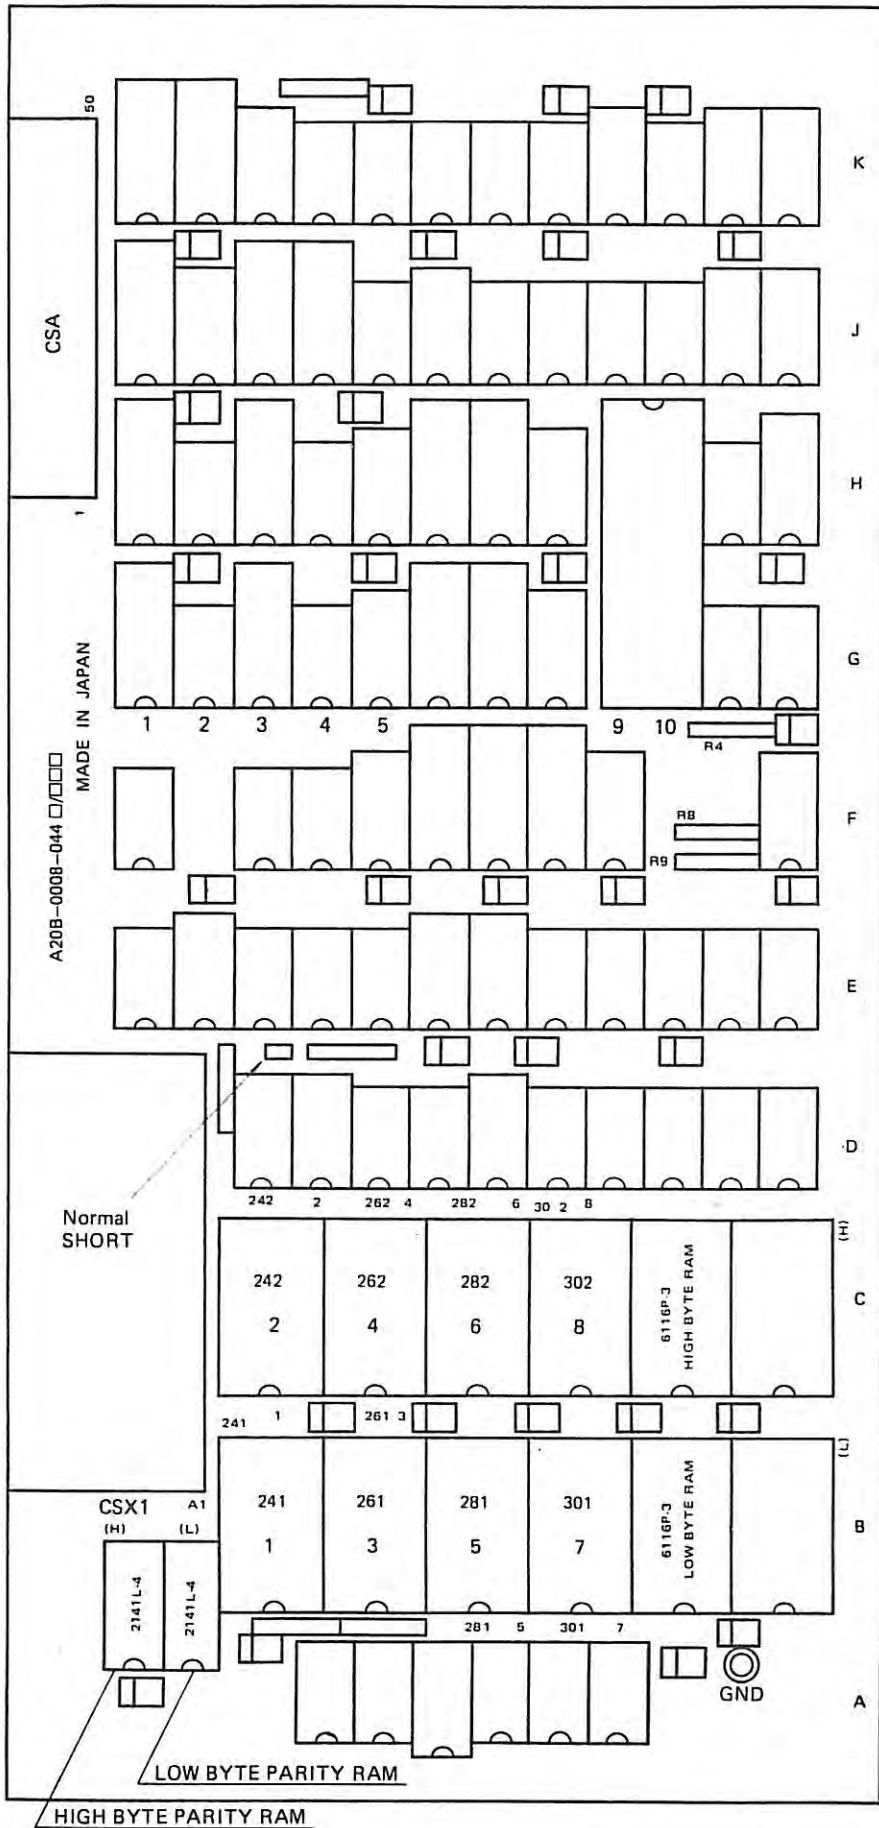 50
K
CSA
J
H
1
MADE IN JAPAN
A20B-0008-044 □/□□□
G
1 2 3 4 5 9 10
R4
R8
F
R9
E
D
242 2 262 4 282 6 30 2 8
Normal
SHORT
(H)
242 262 282 302
2 4 6 8
6116P-3
HIGH BYTE RAM
C
241 1 261 3
(L)
CSX1 A1
(H) (L)
241 261 281 301
1 3 5 7
6116P-3
LOW BYTE RAM
B
2141L-4
2141L-4
281 5 301 7
GND
A
LOW BYTE PARITY RAM
HIGH BYTE PARITY RAM